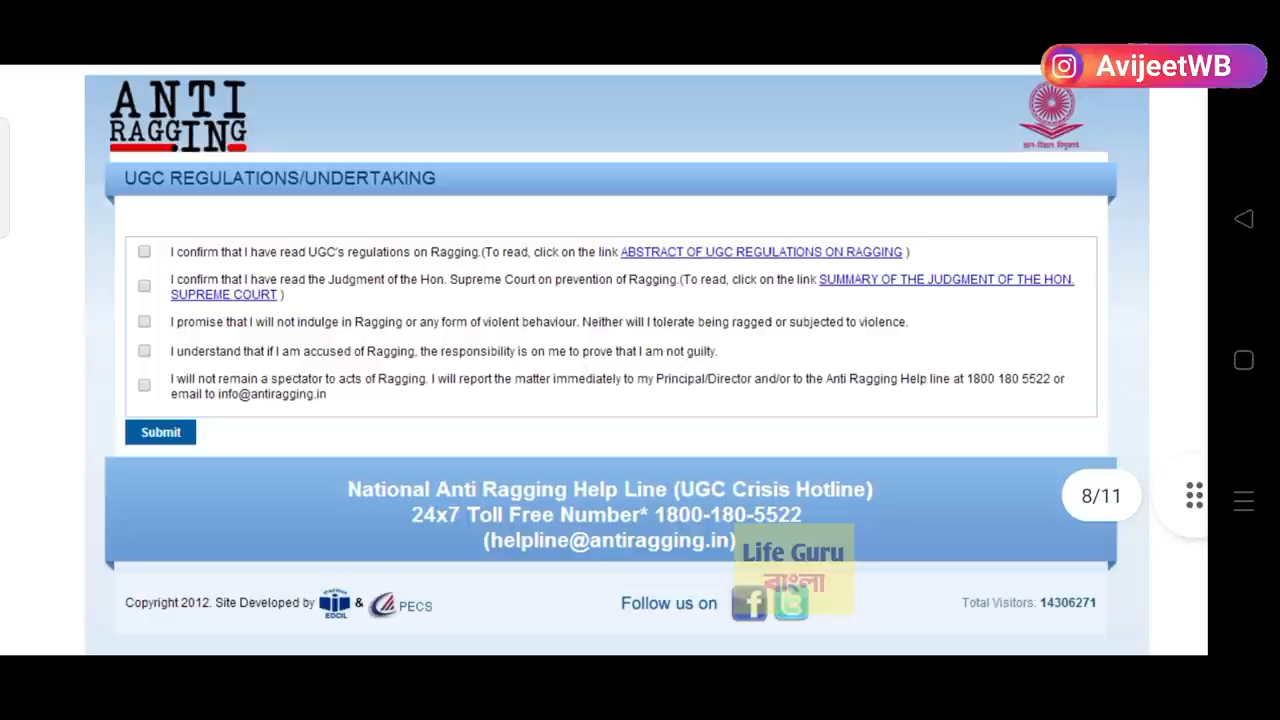 AvijeetWB
ANTI
RAGGING
UGC REGULATIONS/UNDERTAKING
I confirm that I have read UGC's regulations on Ragging.(To read, click on the link ABSTRACT OF UGC REGULATIONS ON RAGGING )
I confirm that I have read the Judgment of the Hon. Supreme Court on prevention of Ragging.(To read, click on the link SUMMARY OF THE JUDGMENT OF THE HON.
SUPREME COURT )
I promise that I will not indulge in Ragging or any form of violent behaviour. Neither will I tolerate being ragged or subjected to violence.
I understand that if I am accused of Ragging, the responsibility is on me to prove that I am not guilty.
I will not remain a spectator to acts of Ragging. I will report the matter immediately to my Principal/Director and/or to the Anti Ragging Help line at 1800 180 5522 or
email to info@antiragging.in
Submit
National Anti Ragging Help Line (UGC Crisis Hotline)
24x7 Toll Free Number* 1800-180-5522
(helpline@antiragging.in)
8/11
Life Guru
বাংলা
Copyright 2012. Site Developed by EDCIL & PECS
Follow us on
Total Visitors: 14306271